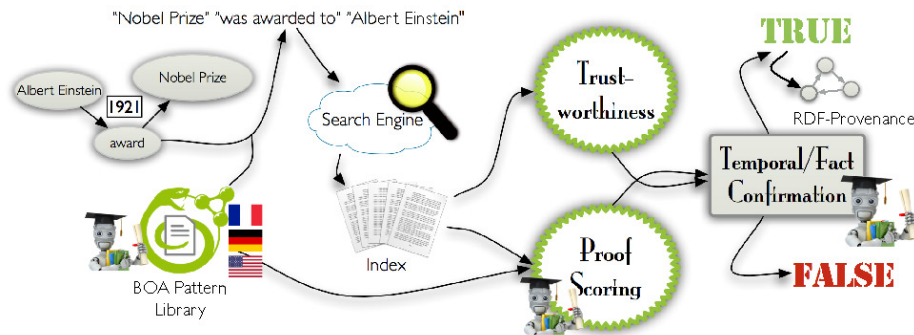 "Nobel Prize" "was awarded to" "Albert Einstein"
Nobel Prize
Albert Einstein
1921
award
Search Engine
Index
BOA Pattern
Library
Trust-
worthiness
Proof
Scoring
TRUE
RDF-Provenance
Temporal/Fact
Confirmation
FALSE